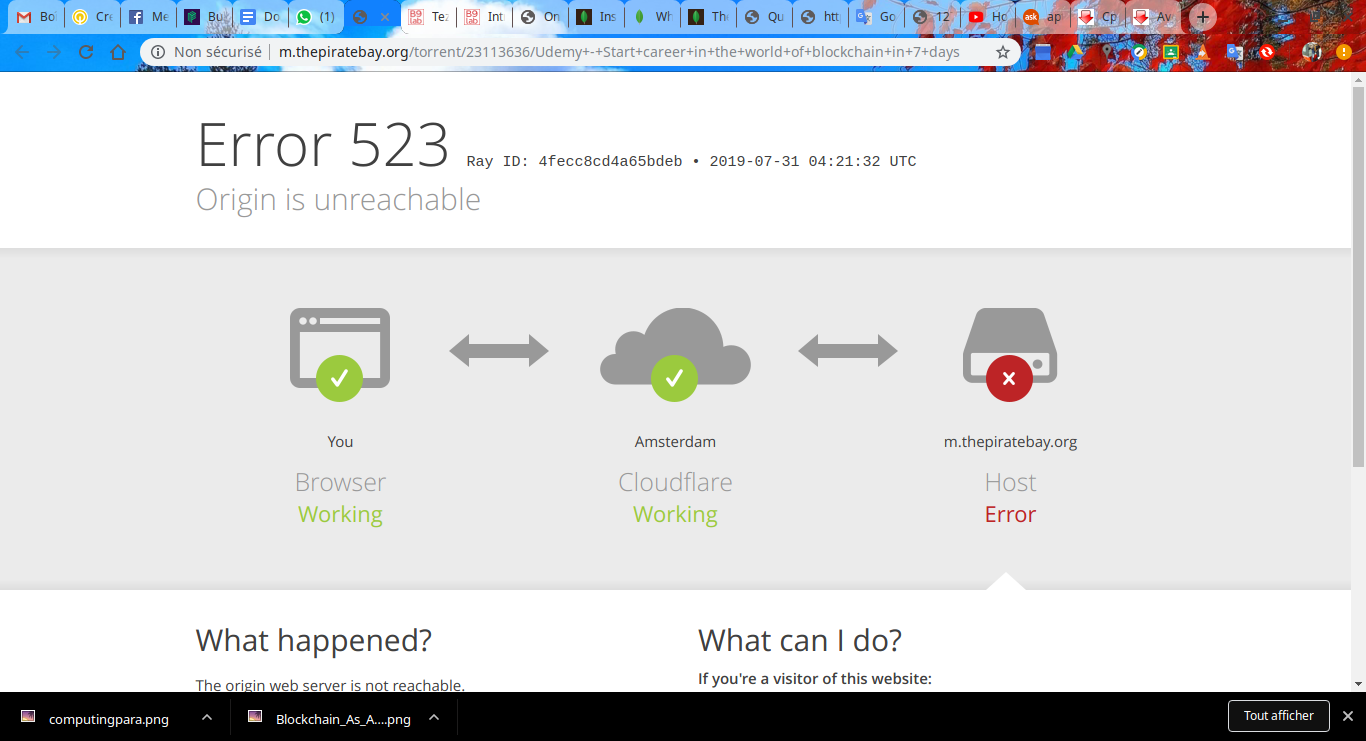 Bo Cr Me Bu Do (1) Te Int On Ins Wh Th Qu htt Go 12 Ho ap Cp Av
Non sécurisé m.thepiratebay.org/torrent/23113636/Udemy+-+Start+career+in+the+world+of+blockchain+in+7+days
Error 523 Ray ID: 4fecc8cd4a65bdeb • 2019-07-31 04:21:32 UTC
Origin is unreachable
You Amsterdam m.thepiratebay.org
Browser Cloudflare Host
Working Working Error
What happened? What can I do?
The origin web server is not reachable. If you're a visitor of this website:
computingpara.png Blockchain_As_A....png Tout afficher